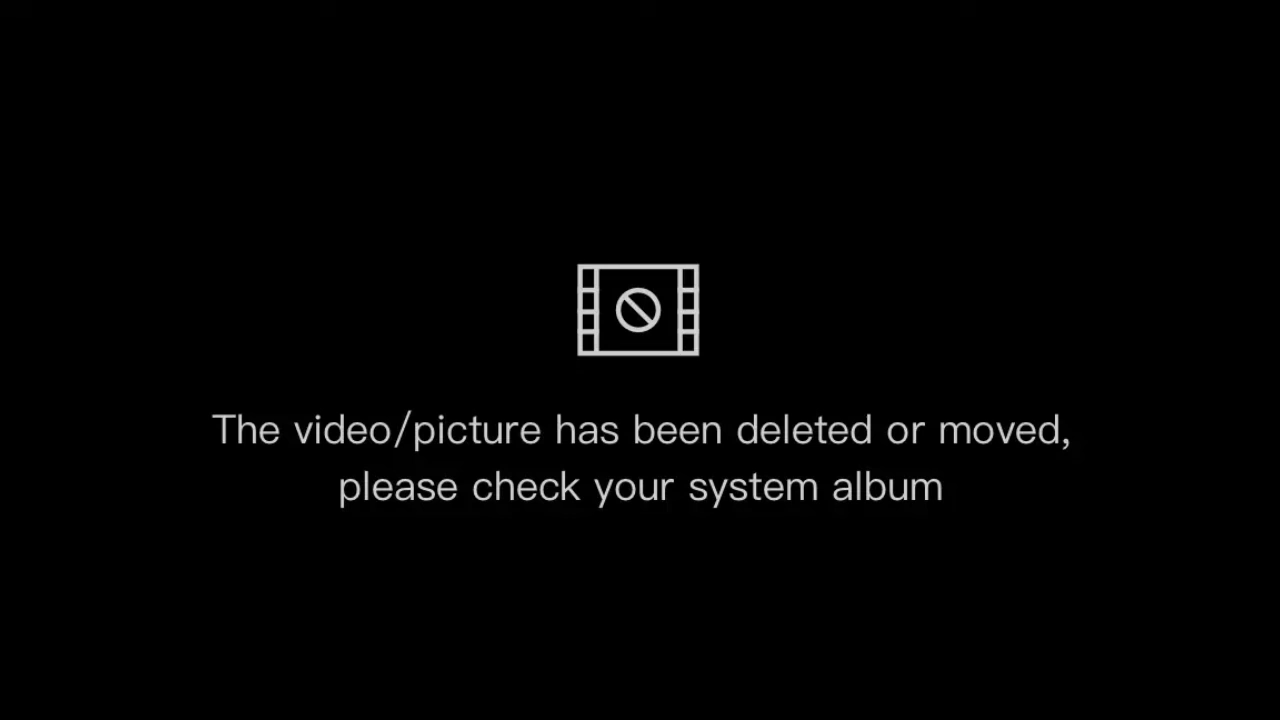 The video/picture has been deleted or moved,
please check your system album